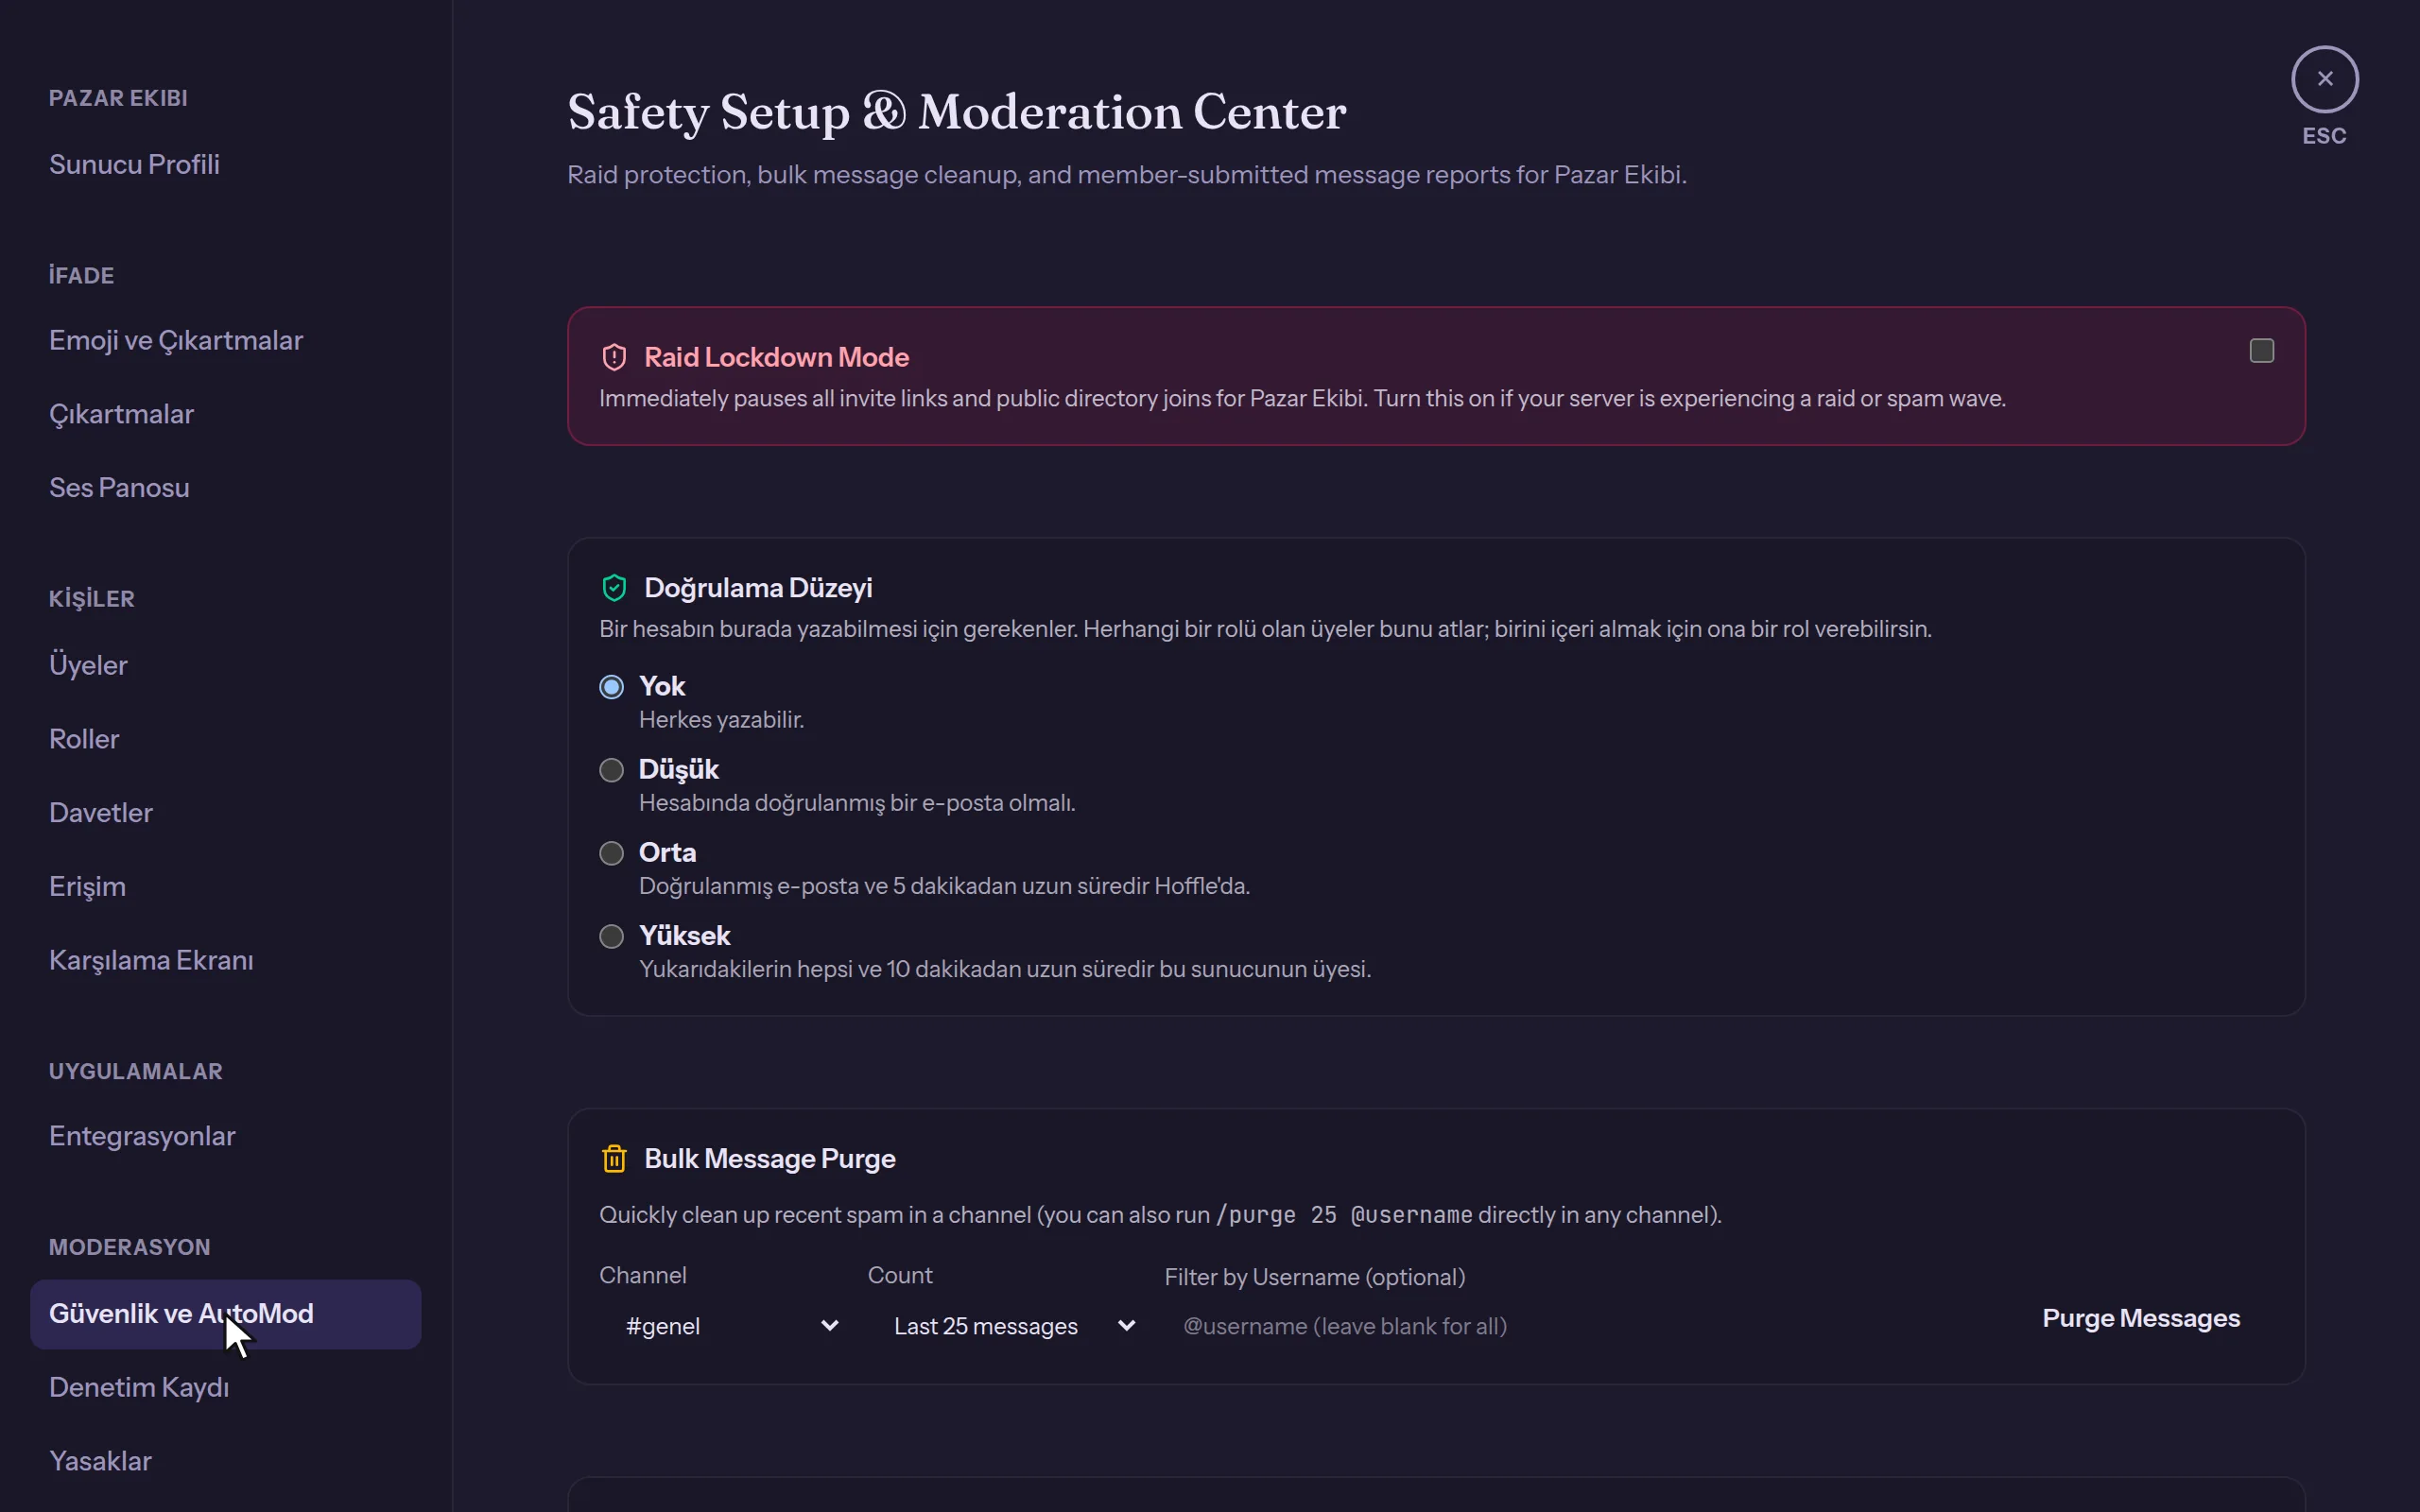 PAZAR EKIBI
Sunucu Profili
İFADE
Emoji ve Çıkartmalar
Çıkartmalar
Ses Panosu
KİŞİLER
Üyeler
Roller
Davetler
Erişim
Karşılama Ekranı
UYGULAMALAR
Entegrasyonlar
MODERASYON
Güvenlik ve AutoMod
Denetim Kaydı
Yasaklar
Safety Setup & Moderation Center
Raid protection, bulk message cleanup, and member-submitted message reports for Pazar Ekibi.
ESC
Raid Lockdown Mode
Immediately pauses all invite links and public directory joins for Pazar Ekibi. Turn this on if your server is experiencing a raid or spam wave.
Doğrulama Düzeyi
Bir hesabın burada yazabilmesi için gerekenler. Herhangi bir rolü olan üyeler bunu atlar; birini içeri almak için ona bir rol verebilirsin.
Yok
Herkes yazabilir.
Düşük
Hesabında doğrulanmış bir e-posta olmalı.
Orta
Doğrulanmış e-posta ve 5 dakikadan uzun süredir Hoffle'da.
Yüksek
Yukarıdakilerin hepsi ve 10 dakikadan uzun süredir bu sunucunun üyesi.
Bulk Message Purge
Quickly clean up recent spam in a channel (you can also run /purge 25 @username directly in any channel).
Channel
Count
Filter by Username (optional)
#genel
Last 25 messages
@username (leave blank for all)
Purge Messages